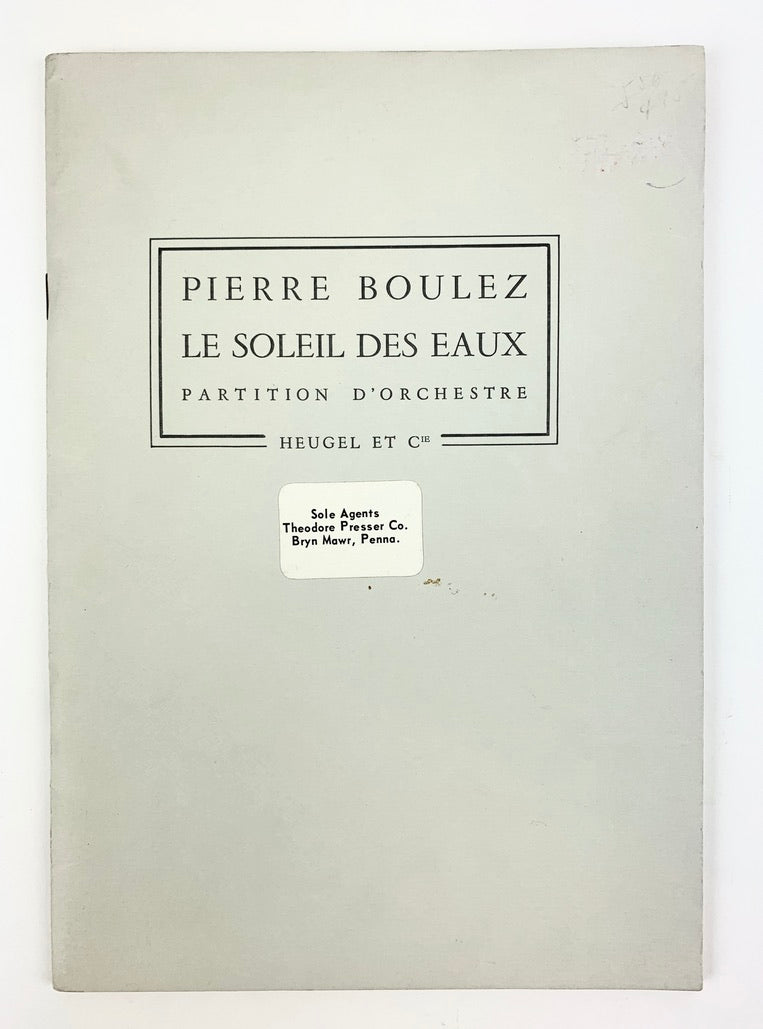 PIERRE BOULEZ
LE SOLEIL DES EAUX
PARTITION D'ORCHESTRE
HEUGEL ET CIE
Sole Agents
Theodore Presser Co.
Bryn Mawr, Penna.